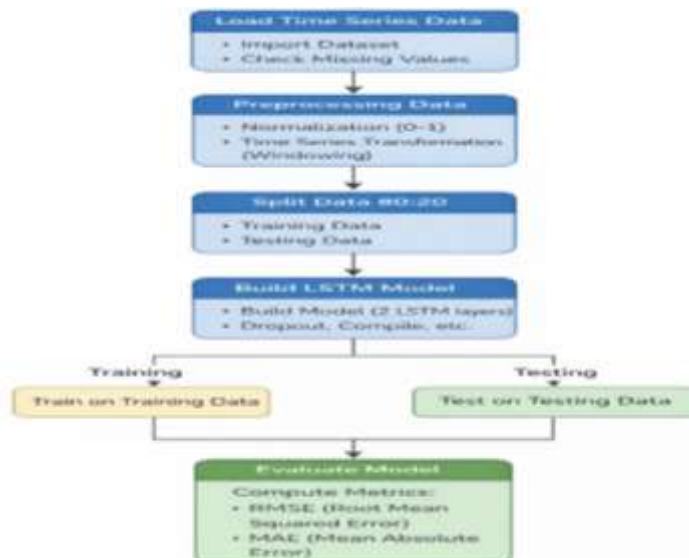 Load Time Series Data
• Import Dataset
• Check Missing Values
Preprocessing Data
• Normalization (0-1)
• Time Series Transformation
(Windowing)
Split Data 80:20
• Training Data
• Testing Data
Build LSTM Model
• Build Model (2 LSTM layers)
• Dropout, Compile, etc.
Training
Testing
Train on Training Data
Test on Testing Data
Evaluate Model
Compute Metrics:
• RMSE (Root Mean
Squared Error)
• MAE (Mean Absolute
Error)